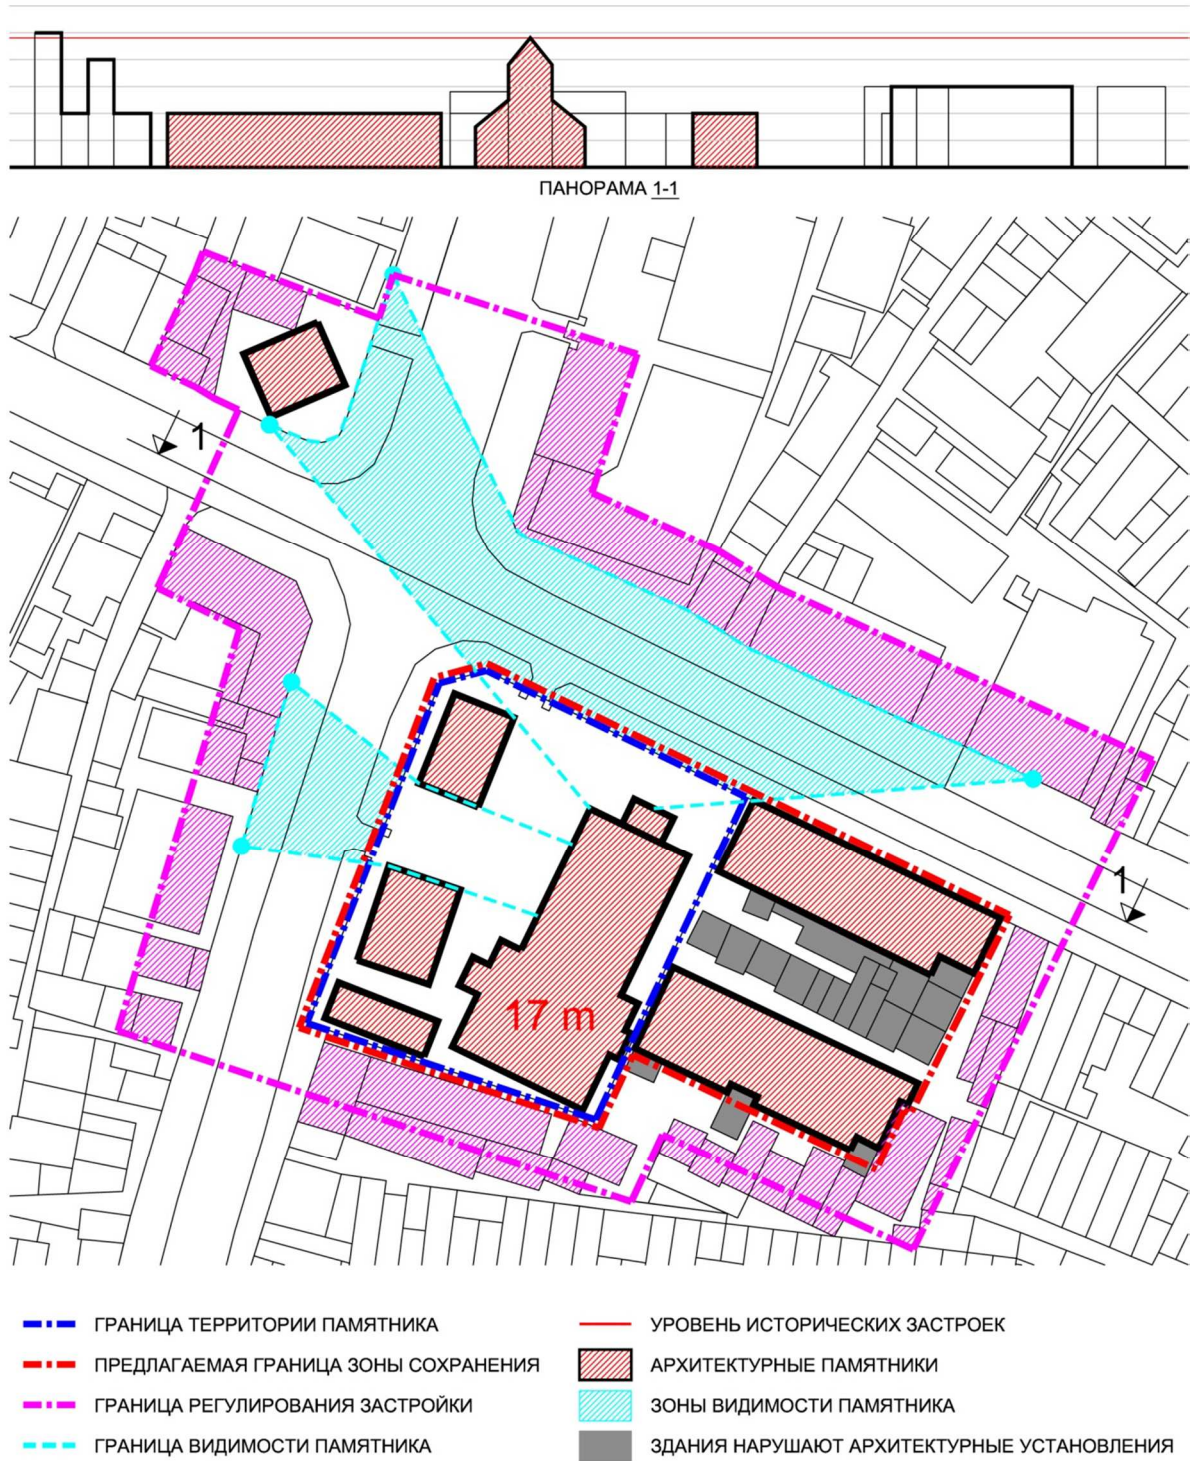 ПАНОРАМА 1-1
1
1
17 m
ГРАНИЦА ТЕРРИТОРИИ ПАМЯТНИКА
ПРЕДЛАГАЕМАЯ ГРАНИЦА ЗОНЫ СОХРАНЕНИЯ
ГРАНИЦА РЕГУЛИРОВАНИЯ ЗАСТРОЙКИ
ГРАНИЦА ВИДИМОСТИ ПАМЯТНИКА
УРОВЕНЬ ИСТОРИЧЕСКИХ ЗАСТРОЕК
АРХИТЕКТУРНЫЕ ПАМЯТНИКИ
ЗОНЫ ВИДИМОСТИ ПАМЯТНИКА
ЗДАНИЯ НАРУШАЮТ АРХИТЕКТУРНЫЕ УСТАНОВЛЕНИЯ